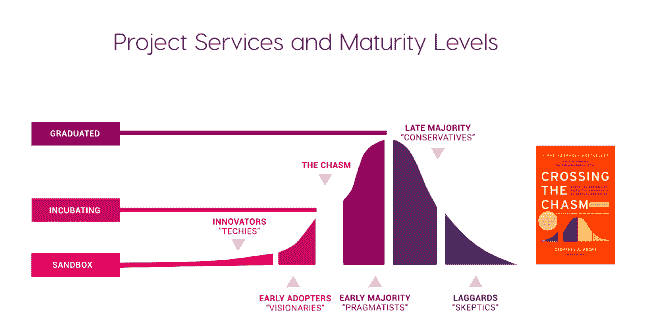 Project Services and Maturity Levels
GRADUATED
LATE MAJORITY
"CONSERVATIVES"
THE CHASM
INCUBATING
INNOVATORS
"TECHIES"
SANDBOX
EARLY ADOPTERS
"VISIONARIES"
EARLY MAJORITY
"PRAGMATISTS"
LAGGARDS
"SKEPTICS"
CROSSING
THE
CHASM